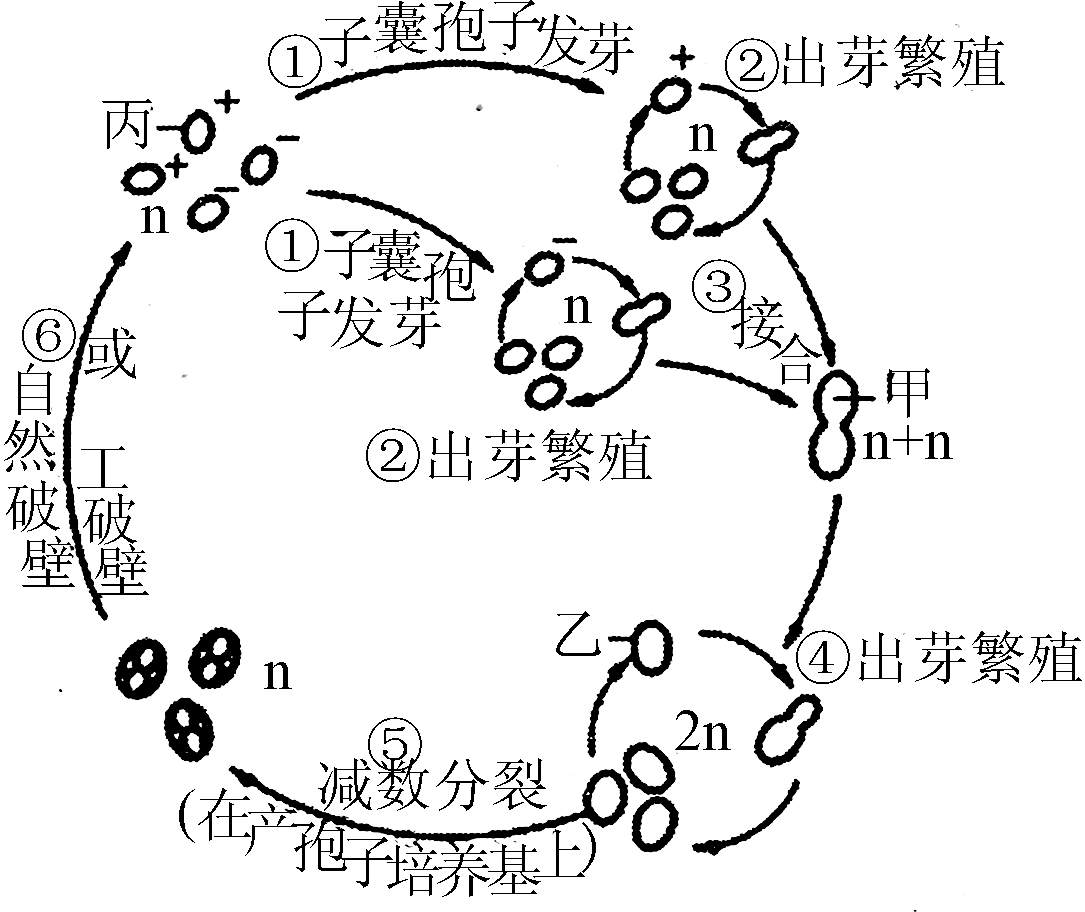 ①子囊孢子发芽
+
②出芽繁殖
丙
+
+
−
−
n
n
①子囊孢
子发芽
−
n
③接合
②出芽繁殖
甲
n+n
⑥自然破壁
或
工破壁
乙
④出芽繁殖
2n
n
⑤
减数分裂
(在产孢子培养基上)